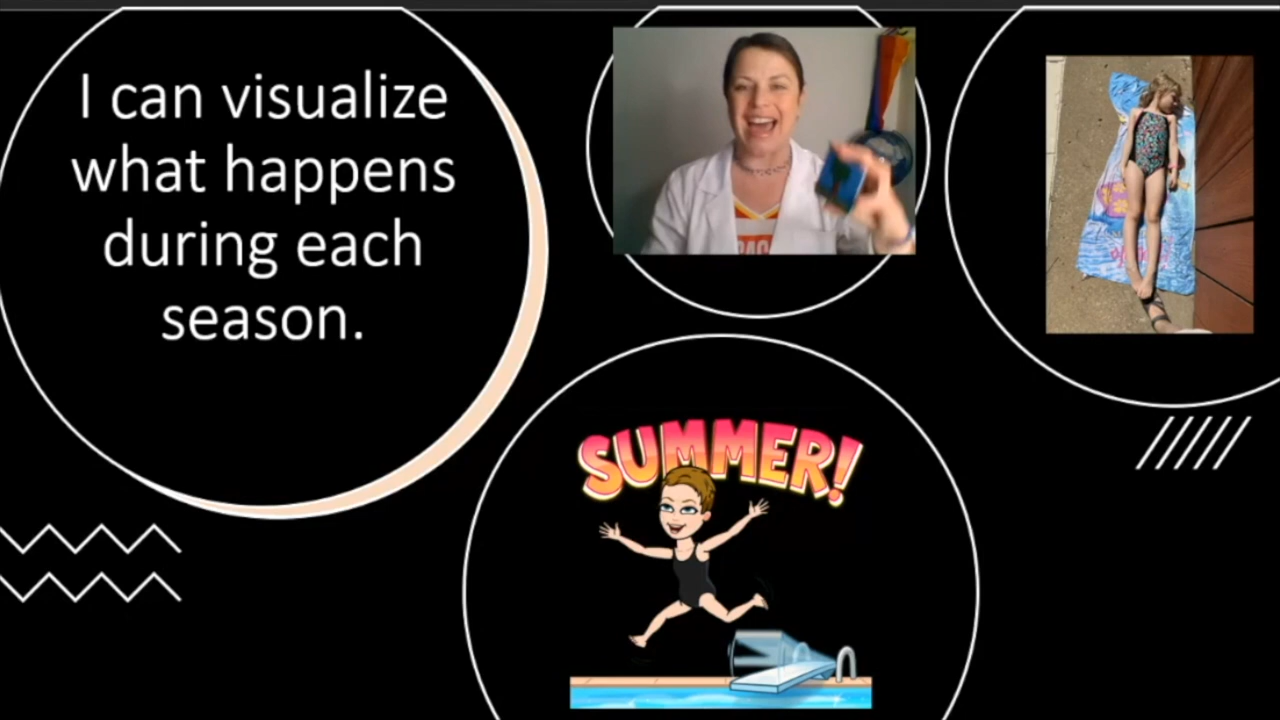 I can visualize
what happens
during each
season.
SUMMER!